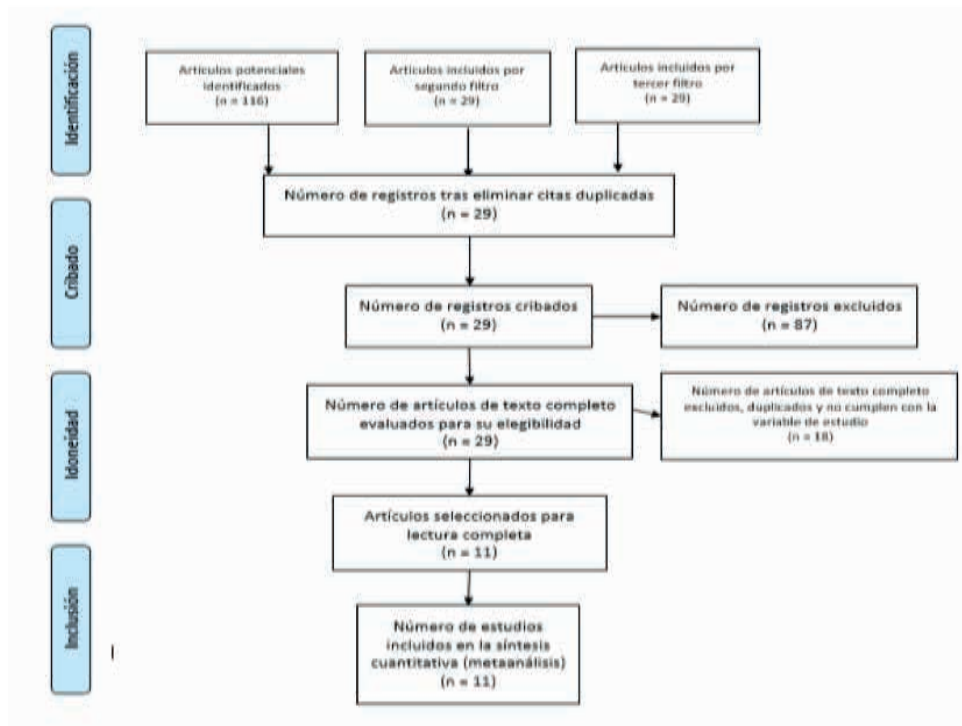 Identificación
Artículos potenciales
identificados
(n = 116)
Artículos incluidos por
segundo filtro
(n = 29)
Artículos incluidos por
tercer filtro
(n = 29)
Número de registros tras eliminar citas duplicadas
(n = 29)
Cribado
Número de registros cribados
(n = 29)
Número de registros excluidos
(n = 87)
Idoneidad
Número de artículos de texto completo
evaluados para su elegibilidad
(n = 29)
Número de artículos de texto completo
excluidos, duplicados y no cumplen con la
variable de estudio
(n = 18)
Artículos seleccionados para
lectura completa
(n = 11)
Inclusión
Número de estudios
incluidos en la síntesis
cuantitativa (metaanálisis)
(n = 11)